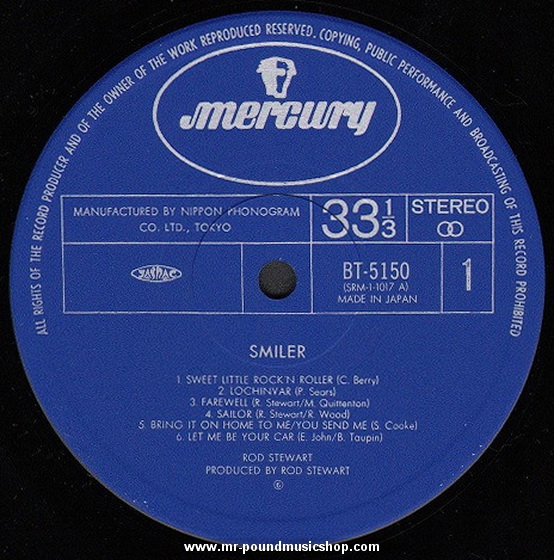 ALL RIGHTS OF THE RECORD PRODUCER AND OF THE OWNER OF THE WORK REPRODUCED RESERVED. COPYING, PUBLIC PERFORMANCE AND BROADCASTING OF THIS RECORD PROHIBITED
mercury
MANUFACTURED BY NIPPON PHONOGRAM
CO. LTD., TOKYO
33 1/3
STEREO
BT-5150
(SRM-1-1017 A)
MADE IN JAPAN
1
SMILER
1. SWEET LITTLE ROCK'N ROLLER (C. Berry)
2. LOCHINVAR (P. Sears)
3. FAREWELL (R. Stewart/M. Quittenton)
4. SAILOR (R. Stewart/R. Wood)
5. BRING IT ON HOME TO ME/YOU SEND ME (S. Cooke)
6. LET ME BE YOUR CAR (E. John/B. Taupin)
ROD STEWART
PRODUCED BY ROD STEWART
Ⓟ
www.mr-poundmusicshop.com